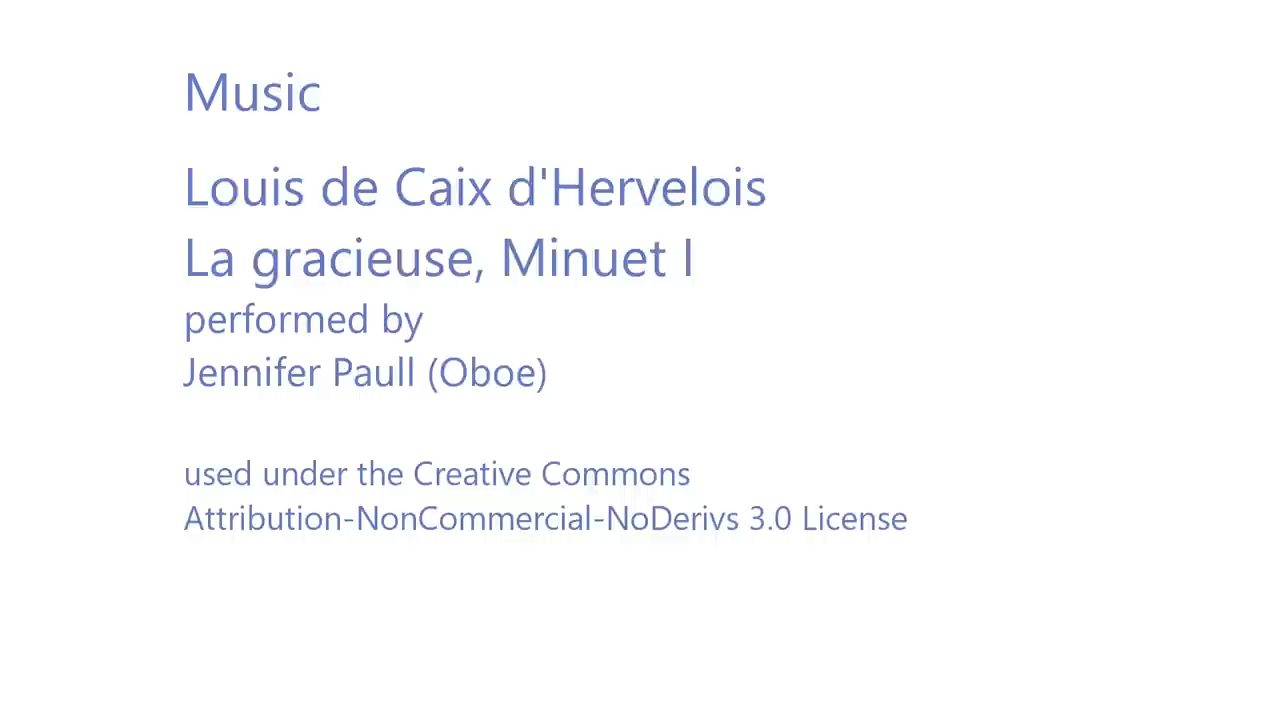 Music
Louis de Caix d'Hervelois
La gracieuse, Minuet I
performed by
Jennifer Paull (Oboe)
used under the Creative Commons
Attribution-NonCommercial-NoDerivs 3.0 License